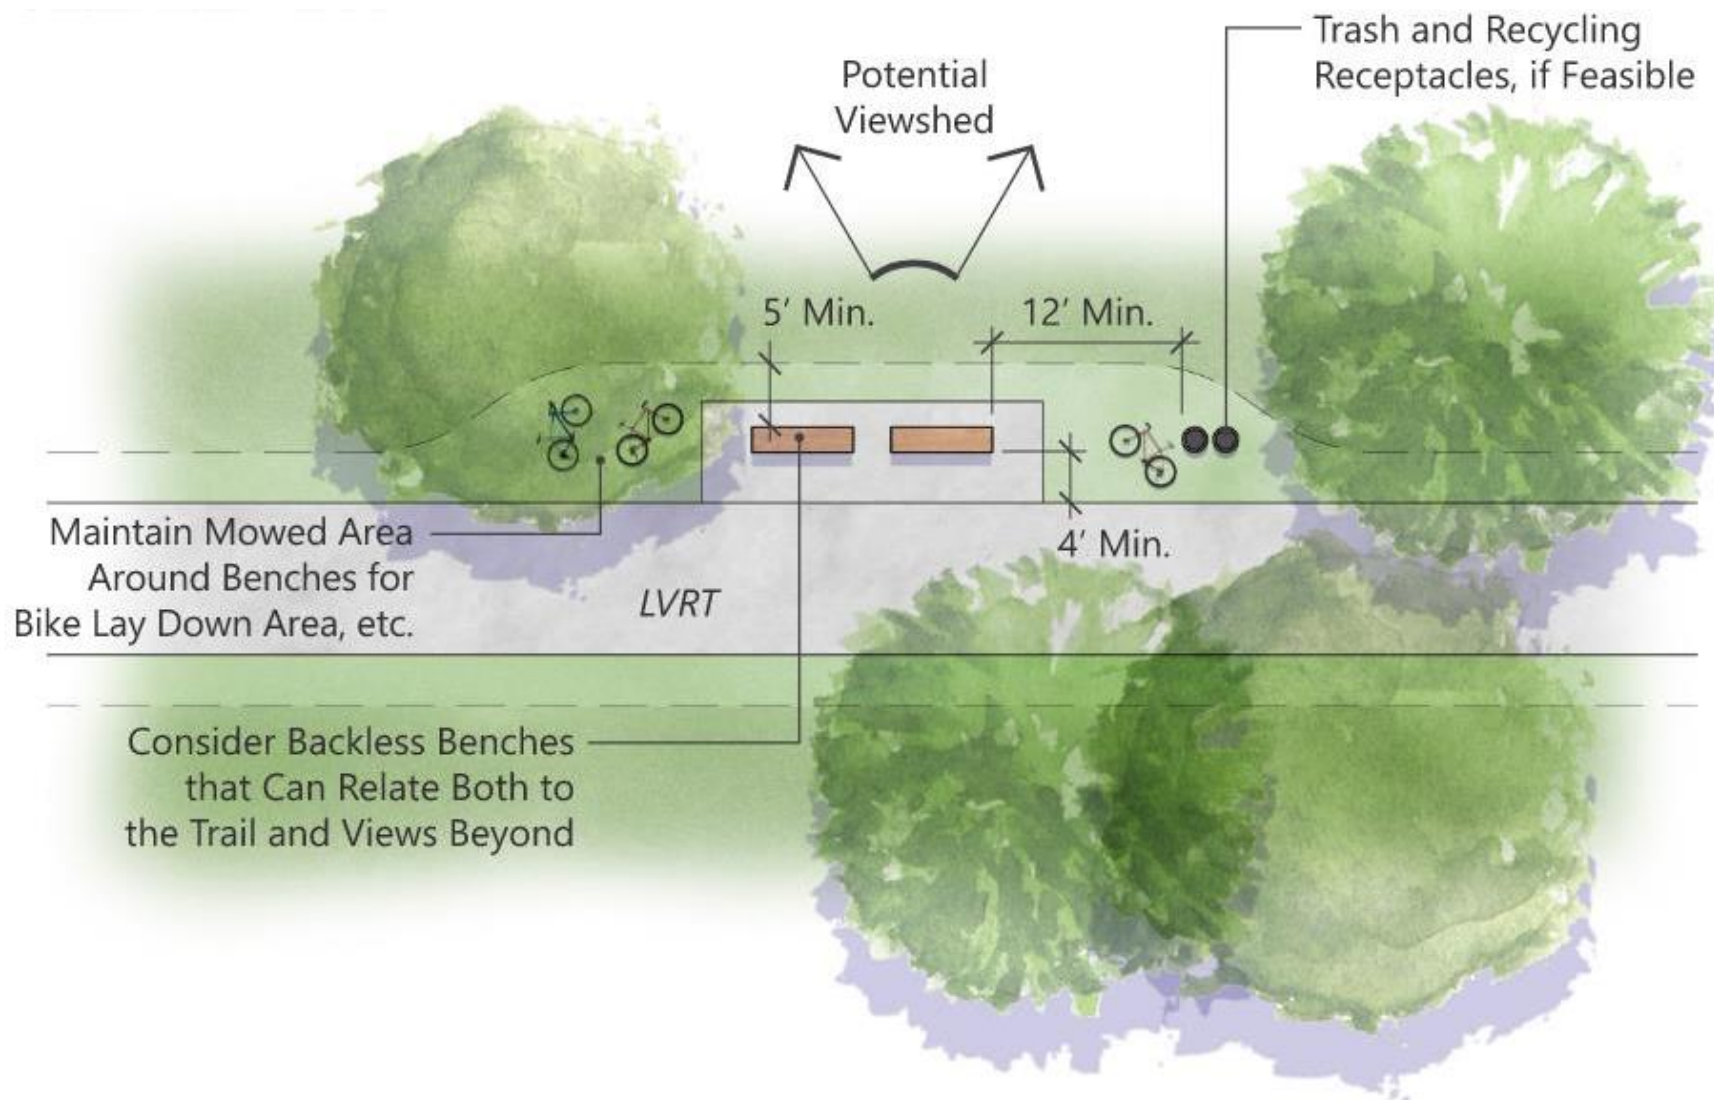 Trash and Recycling
Receptacles, if Feasible
Potential
Viewshed
5’ Min.
12’ Min.
4’ Min.
Maintain Mowed Area
Around Benches for
Bike Lay Down Area, etc.
LVRT
Consider Backless Benches
that Can Relate Both to
the Trail and Views Beyond